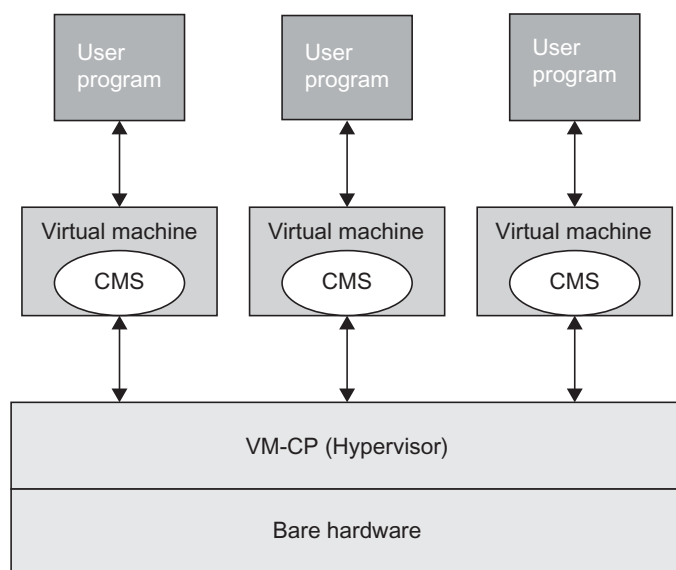 User
program
User
program
User
program
Virtual machine
CMS
Virtual machine
CMS
Virtual machine
CMS
VM-CP (Hypervisor)
Bare hardware